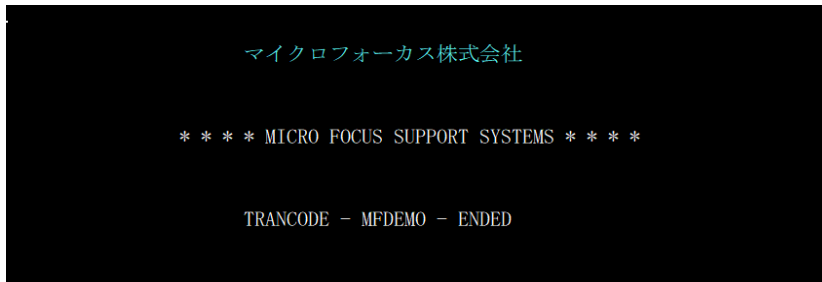 マイクロフォーカス株式会社
* * * * MICRO FOCUS SUPPORT SYSTEMS * * * *
TRANCODE - MFDEMO - ENDED